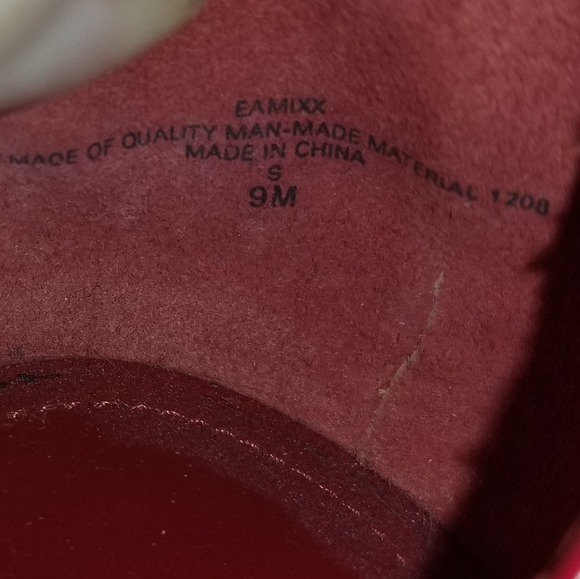 EAMIXX
MADE OF QUALITY MAN-MADE MATERIAL 1208
MADE IN CHINA
S
9M